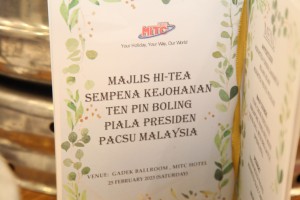 MATIC
Your Holiday, Your Way, Our World
MAJLIS HI-TEA
SEMPENA KEJOHANAN
TEN PIN BOLING
PIALA PRESIDEN
PACSU MALAYSIA
VENUE: GADEK BALLROOM, MITC HOTEL
25 FEBRUARY 2023 (SATURDAY)